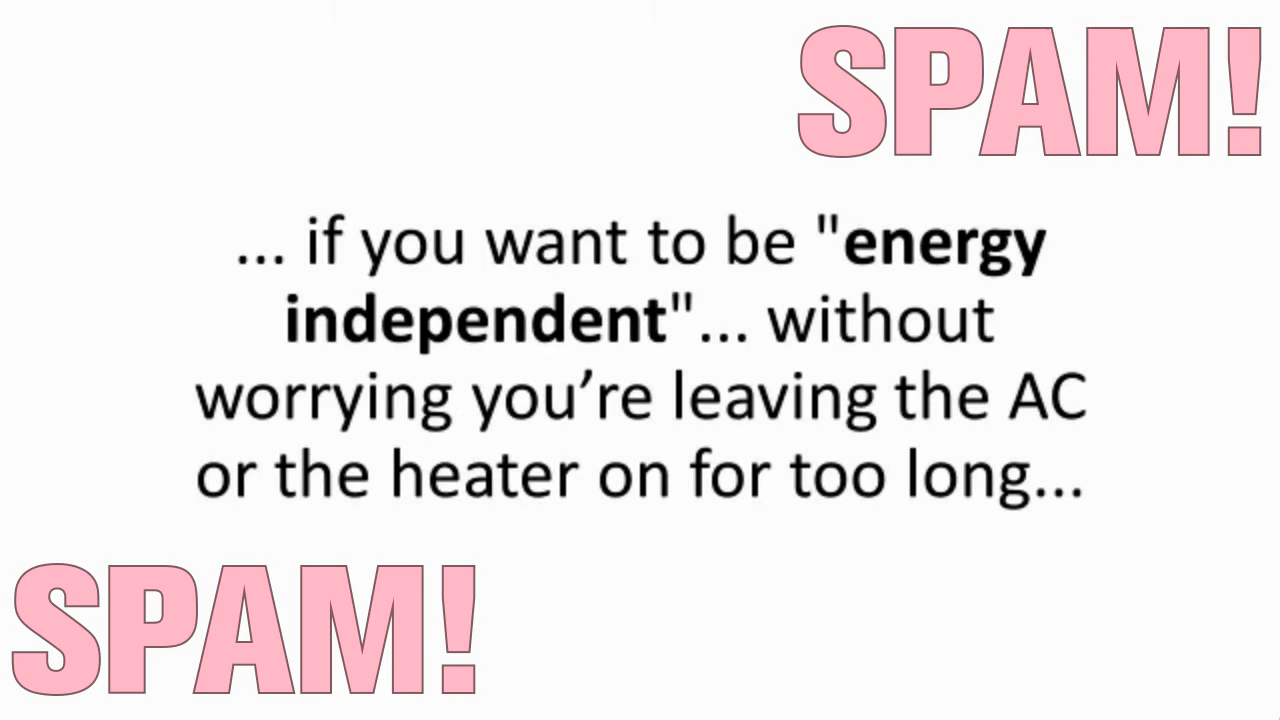 SPAM!
... if you want to be "energy
independent"... without
worrying you’re leaving the AC
or the heater on for too long...
SPAM!